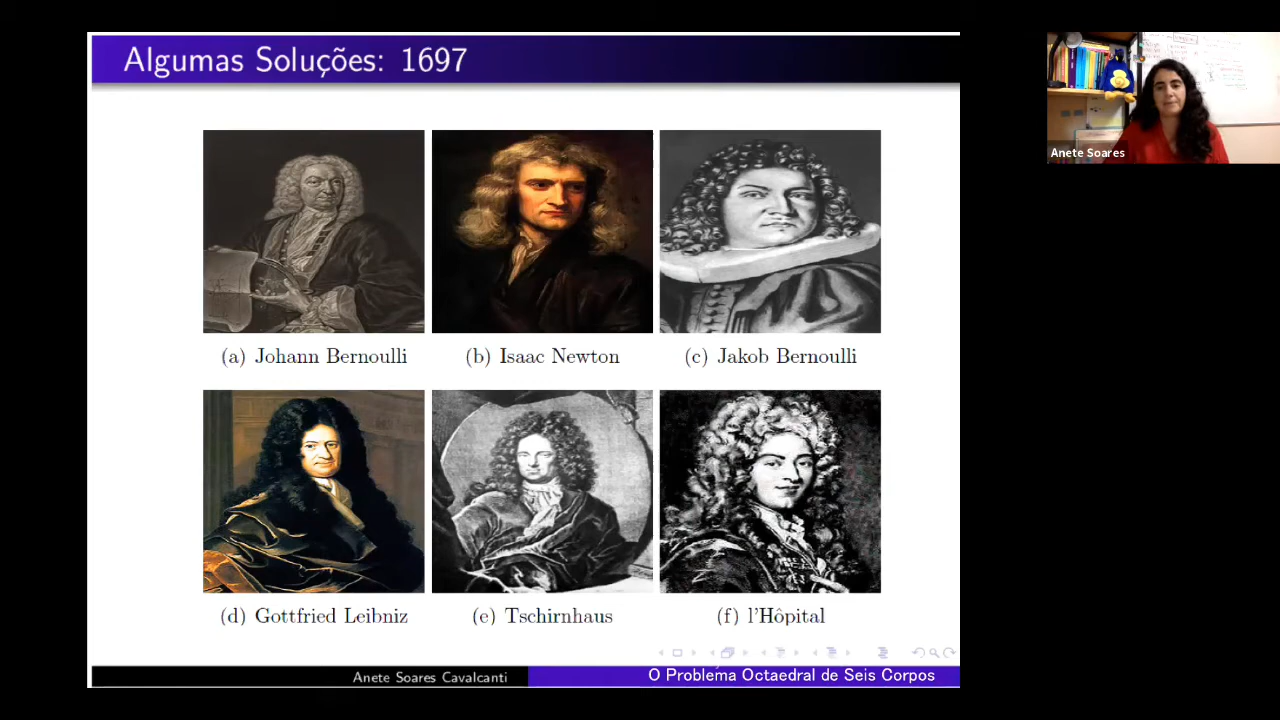 Algumas Soluções: 1697
Anete Soares
(a) Johann Bernoulli
(b) Isaac Newton
(c) Jakob Bernoulli
(d) Gottfried Leibniz
(e) Tschirnhaus
(f) l'Hôpital
Anete Soares Cavalcanti
O Problema Octaedral de Seis Corpos